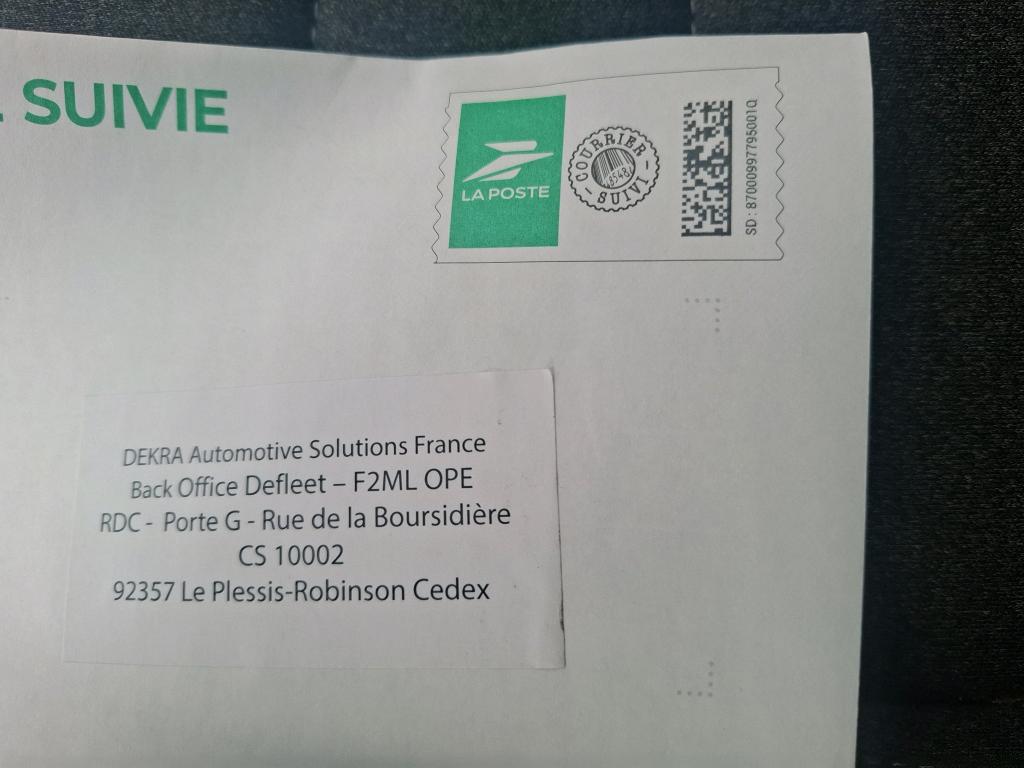 . SUIVIE
LA POSTE
COURRIER
SUIVI
SD : 87000997795001Q
DEKRA Automotive Solutions France
Back Office Defleet – F2ML OPE
RDC - Porte G - Rue de la Boursidière
CS 10002
92357 Le Plessis-Robinson Cedex